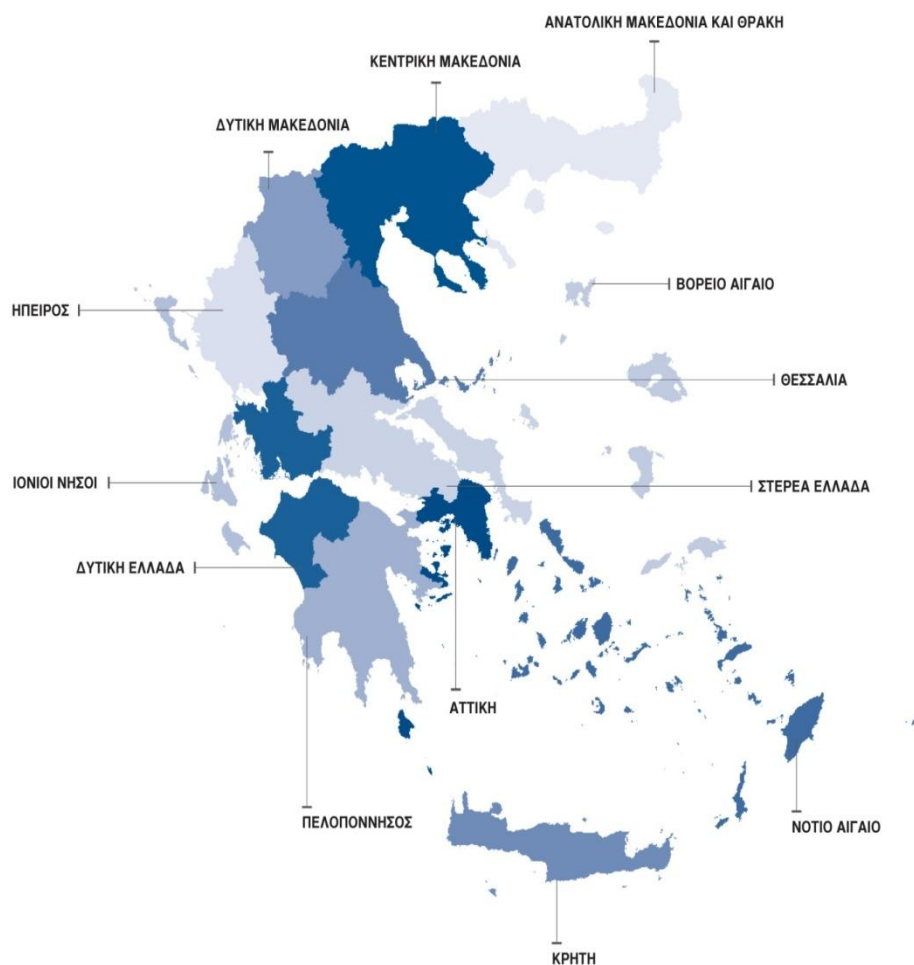 ΑΝΑΤΟΛΙΚΗ ΜΑΚΕΔΟΝΙΑ ΚΑΙ ΘΡΑΚΗ
ΚΕΝΤΡΙΚΗ ΜΑΚΕΔΟΝΙΑ
ΔΥΤΙΚΗ ΜΑΚΕΔΟΝΙΑ
ΒΟΡΕΙΟ ΑΙΓΑΙΟ
ΗΠΕΙΡΟΣ
ΘΕΣΣΑΛΙΑ
ΙΟΝΙΟΙ ΝΗΣΟΙ
ΣΤΕΡΕΑ ΕΛΛΑΔΑ
ΔΥΤΙΚΗ ΕΛΛΑΔΑ
ΑΤΤΙΚΗ
ΠΕΛΟΠΟΝΝΗΣΟΣ
ΝΟΤΙΟ ΑΙΓΑΙΟ
ΚΡΗΤΗ